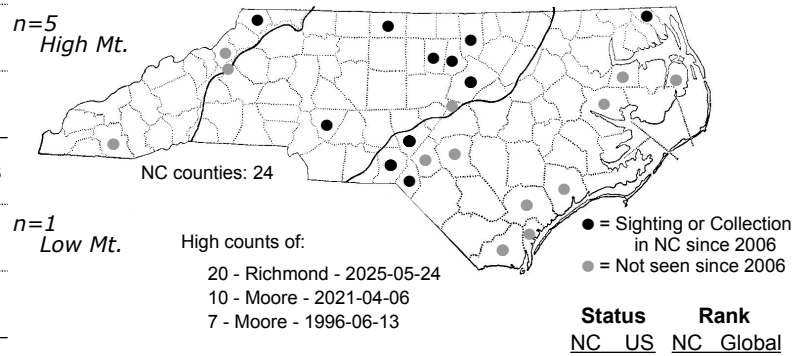 n=5
High Mt.
n=1
Low Mt.
NC counties: 24
High counts of:
20 - Richmond - 2025-05-24
10 - Moore - 2021-04-06
7 - Moore - 1996-06-13
● = Sighting or Collection
in NC since 2006
● = Not seen since 2006
Status Rank
NC US NC Global